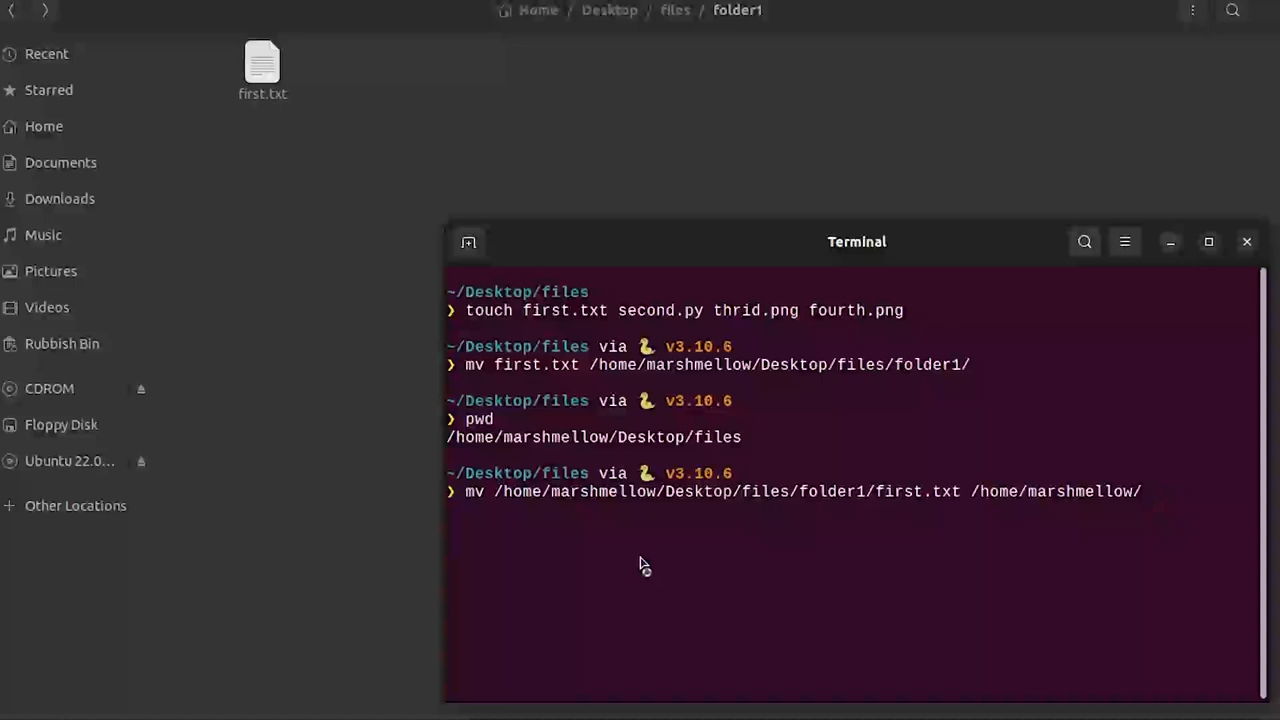 Home / Desktop / files / folder1
Recent
Starred
Home
Documents
Downloads
Music
Pictures
Videos
Rubbish Bin
CDROM
Floppy Disk
Ubuntu 22.0...
Other Locations
first.txt
Terminal
~/Desktop/files
❯ touch first.txt second.py thrid.png fourth.png
~/Desktop/files via 🐍 v3.10.6
❯ mv first.txt /home/marshmellow/Desktop/files/folder1/
~/Desktop/files via 🐍 v3.10.6
❯ pwd
/home/marshmellow/Desktop/files
~/Desktop/files via 🐍 v3.10.6
❯ mv /home/marshmellow/Desktop/files/folder1/first.txt /home/marshmellow/